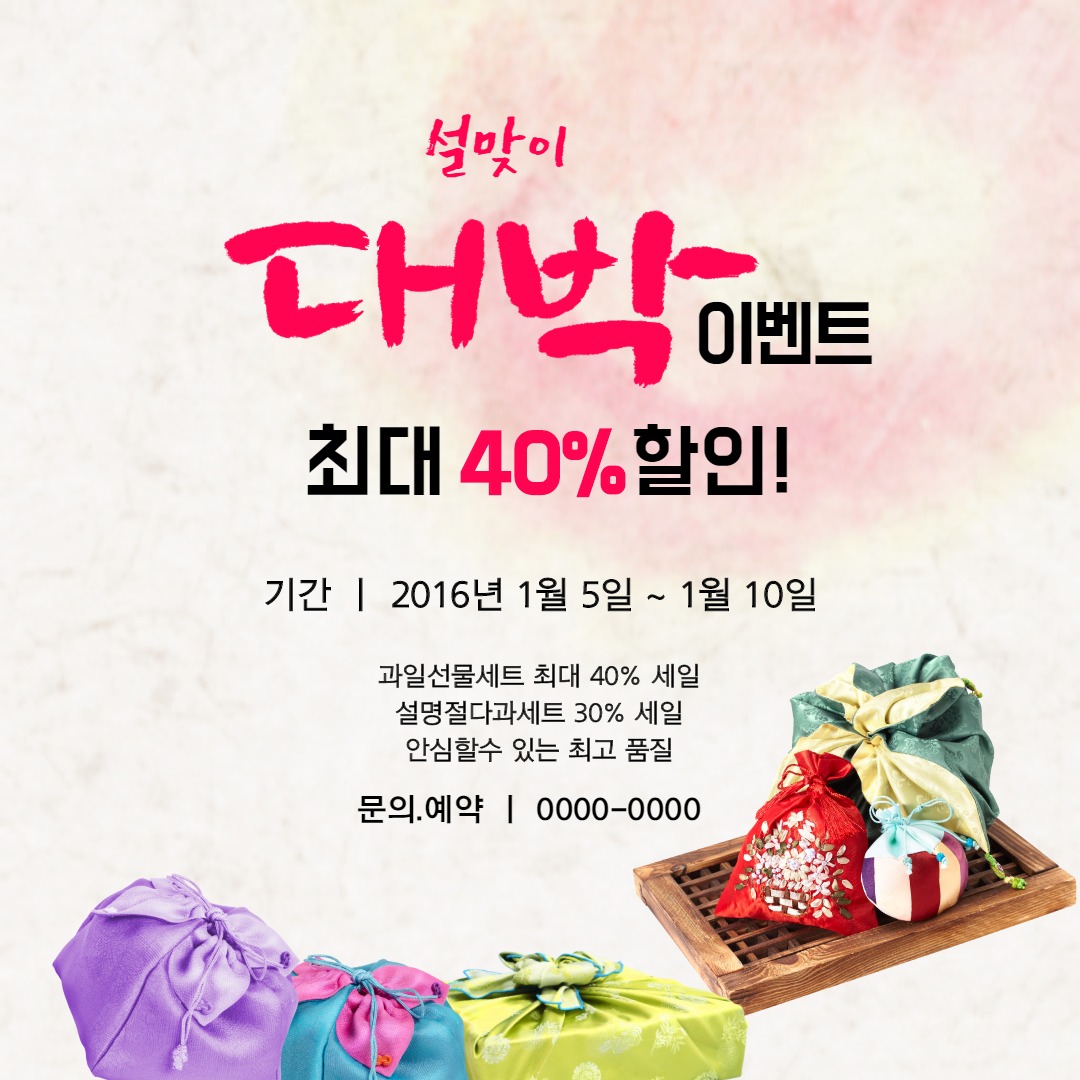 설맞이
대박 이벤트
최대 40% 할인!
기간 | 2016년 1월 5일 ~ 1월 10일
과일선물세트 최대 40% 세일
설명절다과세트 30% 세일
안심할수 있는 최고 품질
문의.예약 | 0000-0000